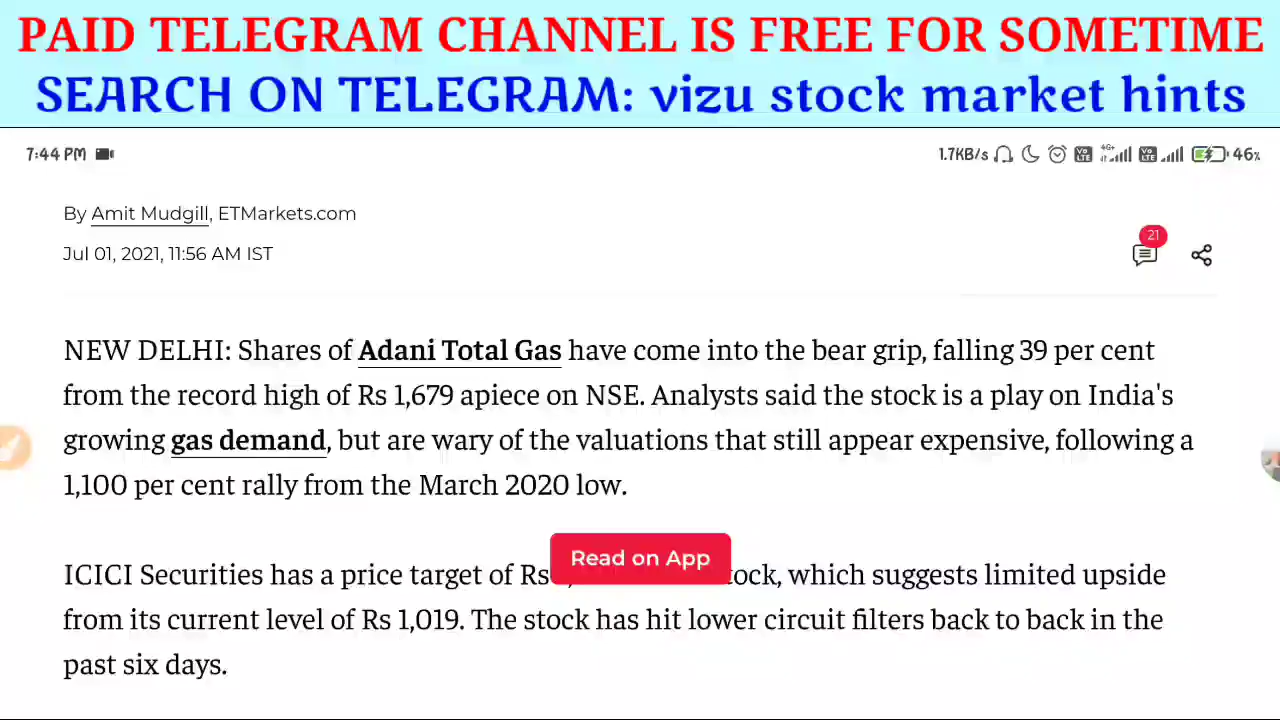 PAID TELEGRAM CHANNEL IS FREE FOR SOMETIME
SEARCH ON TELEGRAM: vizu stock market hints
7:44 PM 1.7KB/s Vo LTE 4G+ Vo LTE 46%
By Amit Mudgill, ETMarkets.com
Jul 01, 2021, 11:56 AM IST
21
NEW DELHI: Shares of Adani Total Gas have come into the bear grip, falling 39 per cent
from the record high of Rs 1,679 apiece on NSE. Analysts said the stock is a play on India's
growing gas demand, but are wary of the valuations that still appear expensive, following a
1,100 per cent rally from the March 2020 low.
Read on App
ICICI Securities has a price target of Rs which suggests limited upside
from its current level of Rs 1,019. The stock has hit lower circuit filters back to back in the
past six days.